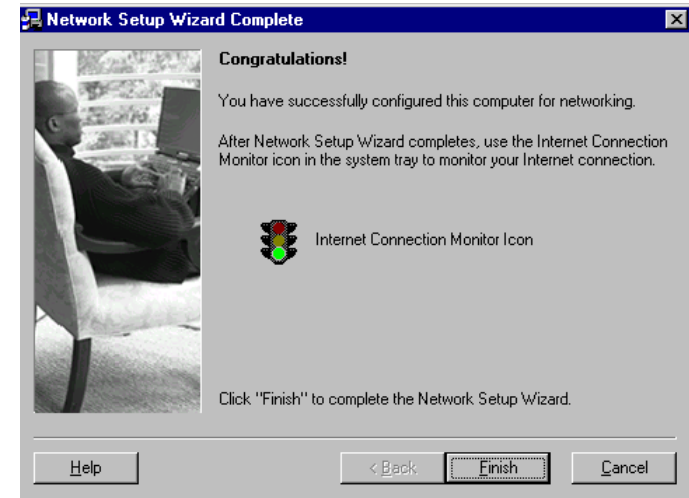 Network Setup Wizard Complete
Congratulations!
You have successfully configured this computer for networking.
After Network Setup Wizard completes, use the Internet Connection
Monitor icon in the system tray to monitor your Internet connection.
Internet Connection Monitor Icon
Click "Finish" to complete the Network Setup Wizard.
Help
< Back
Finish
Cancel